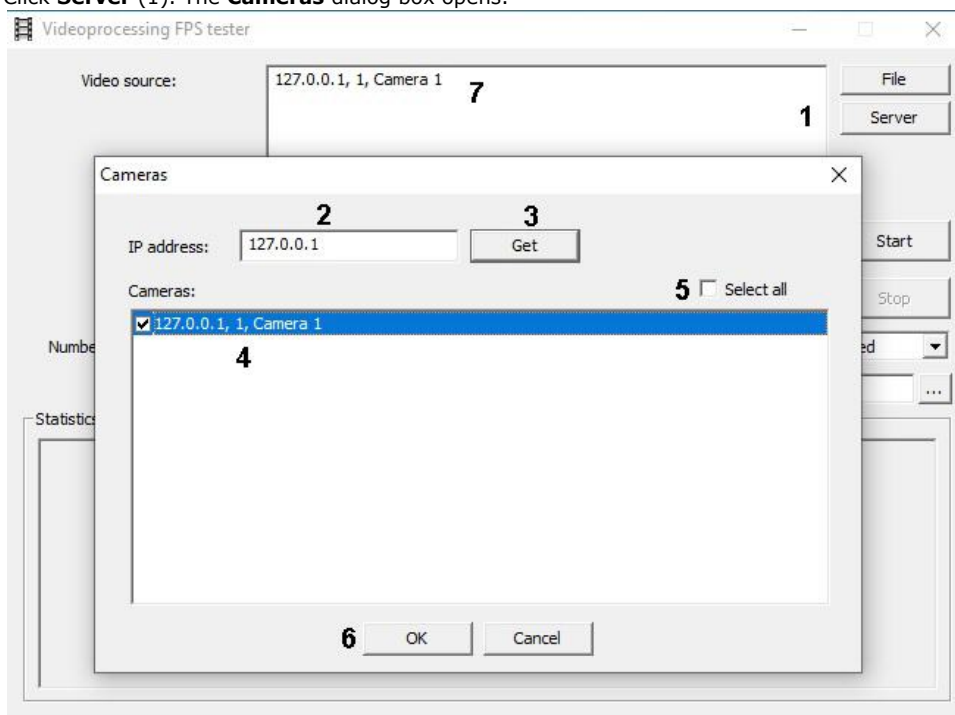 Click Server (1). The Cameras dialog box opens.
Videoprocessing FPS tester
Video source:
127.0.0.1, 1, Camera 1
7
File
1
Server
Cameras
2
3
IP address:
127.0.0.1
Get
Start
Cameras:
5
Select all
Stop
127.0.0.1, 1, Camera 1
Numbe
4
ed
...
Statistics
6
OK
Cancel